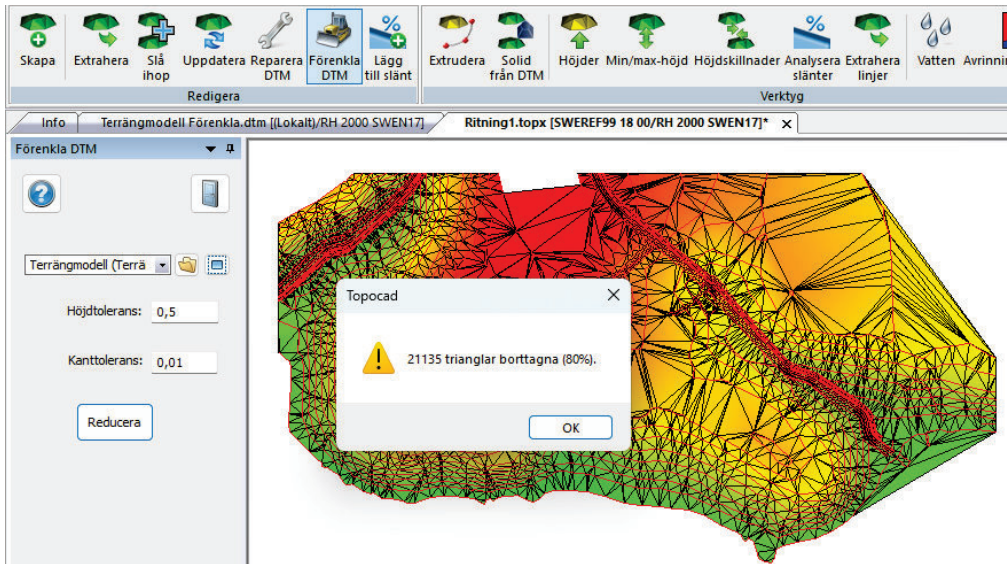 Skapa
Extrahera
Slå
ihop
Uppdatera
Reparera
DTM
Förenkla
DTM
Lägg
till slänt
Extrudera
Solid
från DTM
Höjder
Min/max-höjd
Höjdskillnader
Analysera
slänter
Extrahera
linjer
Vatten
Avrinnin
Redigera
Verktyg
Info
Terrängmodell Förenkla.dtm [(Lokalt)/RH 2000 SWEN17]
Ritning1.topx [SWEREF99 18 00/RH 2000 SWEN17]*
Förenkla DTM
Terrängmodell (Terrä
Höjdtolerans: 0,5
Kanttolerans: 0,01
Reducera
Topocad
21135 trianglar borttagna (80%).
OK